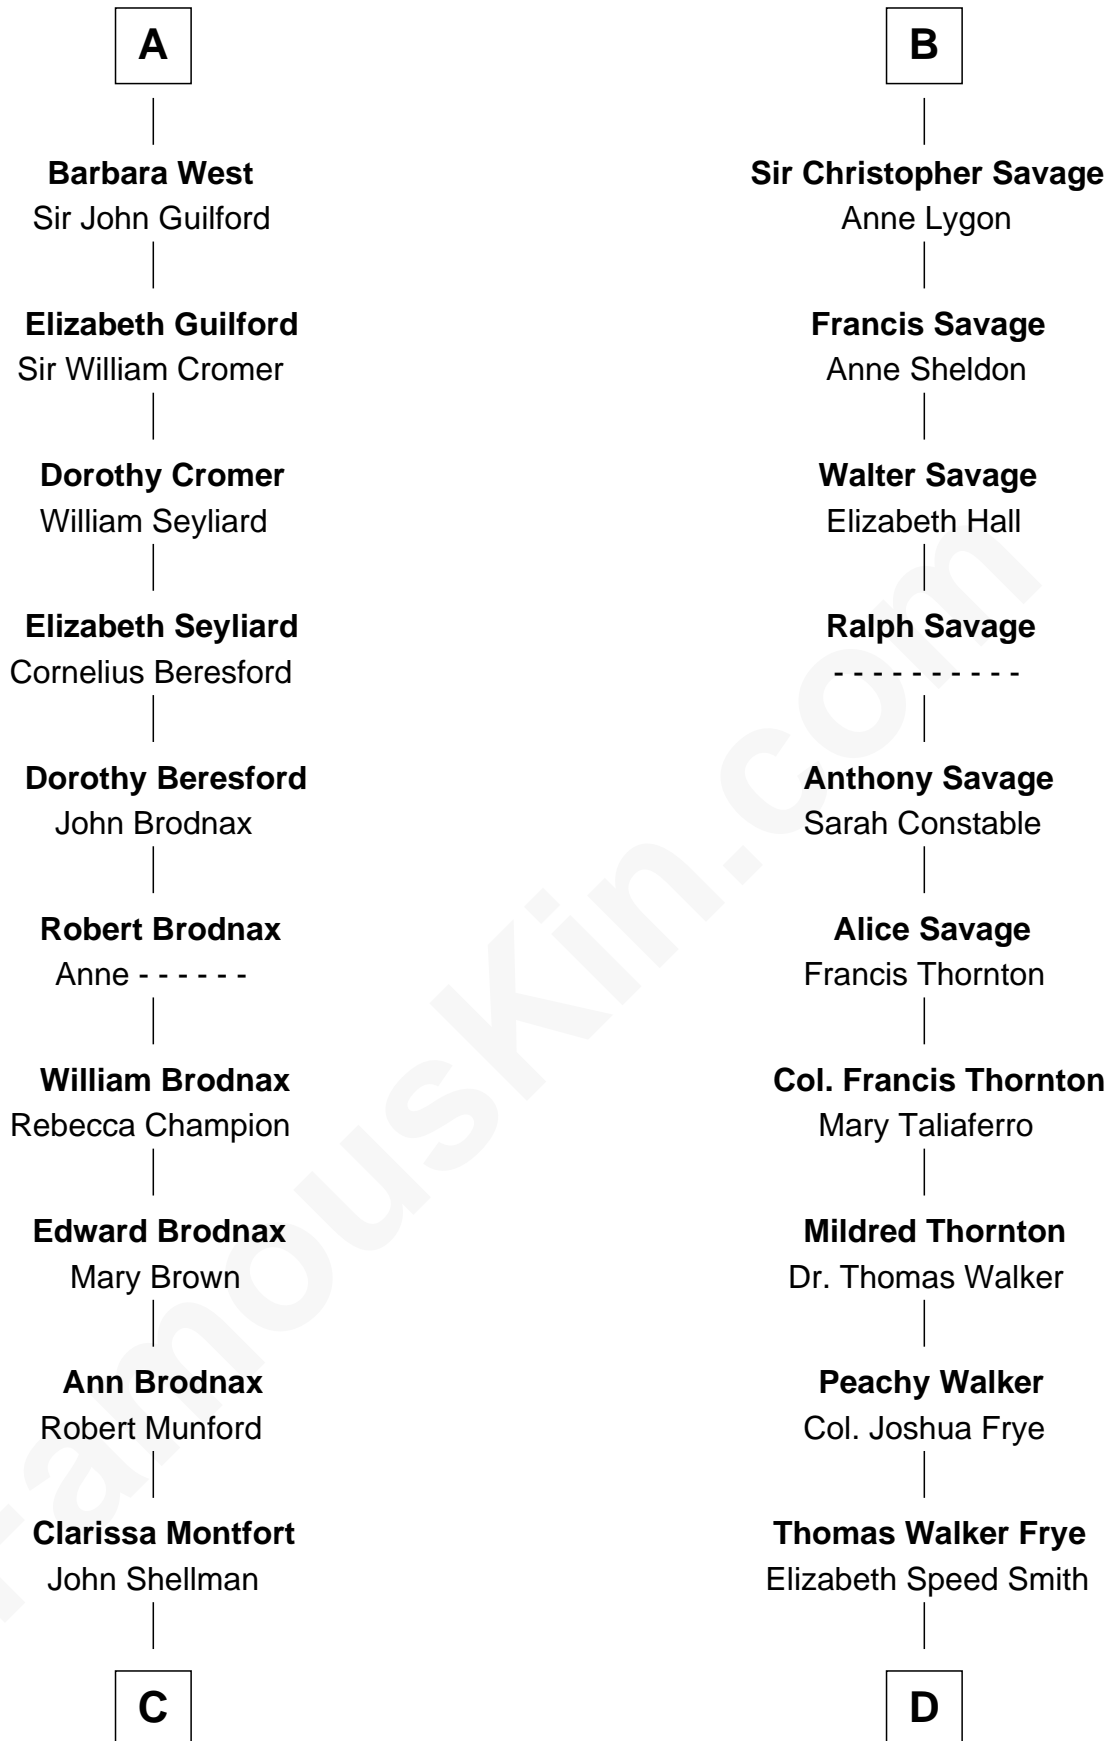 A
Barbara West
Sir John Guilford
Elizabeth Guilford
Sir William Cromer
Dorothy Cromer
William Seyliard
Elizabeth Seyliard
Cornelius Beresford
Dorothy Beresford
John Brodnax
Robert Brodnax
Anne - - - - - -
William Brodnax
Rebecca Champion
Edward Brodnax
Mary Brown
Ann Brodnax
Robert Munford
Clarissa Montfort
John Shellman
C
B
Sir Christopher Savage
Anne Lygon
Francis Savage
Anne Sheldon
Walter Savage
Elizabeth Hall
Ralph Savage
- - - - - - - - - -
Anthony Savage
Sarah Constable
Alice Savage
Francis Thornton
Col. Francis Thornton
Mary Taliaferro
Mildred Thornton
Dr. Thomas Walker
Peachy Walker
Col. Joshua Frye
Thomas Walker Frye
Elizabeth Speed Smith
D
FamousKin.com